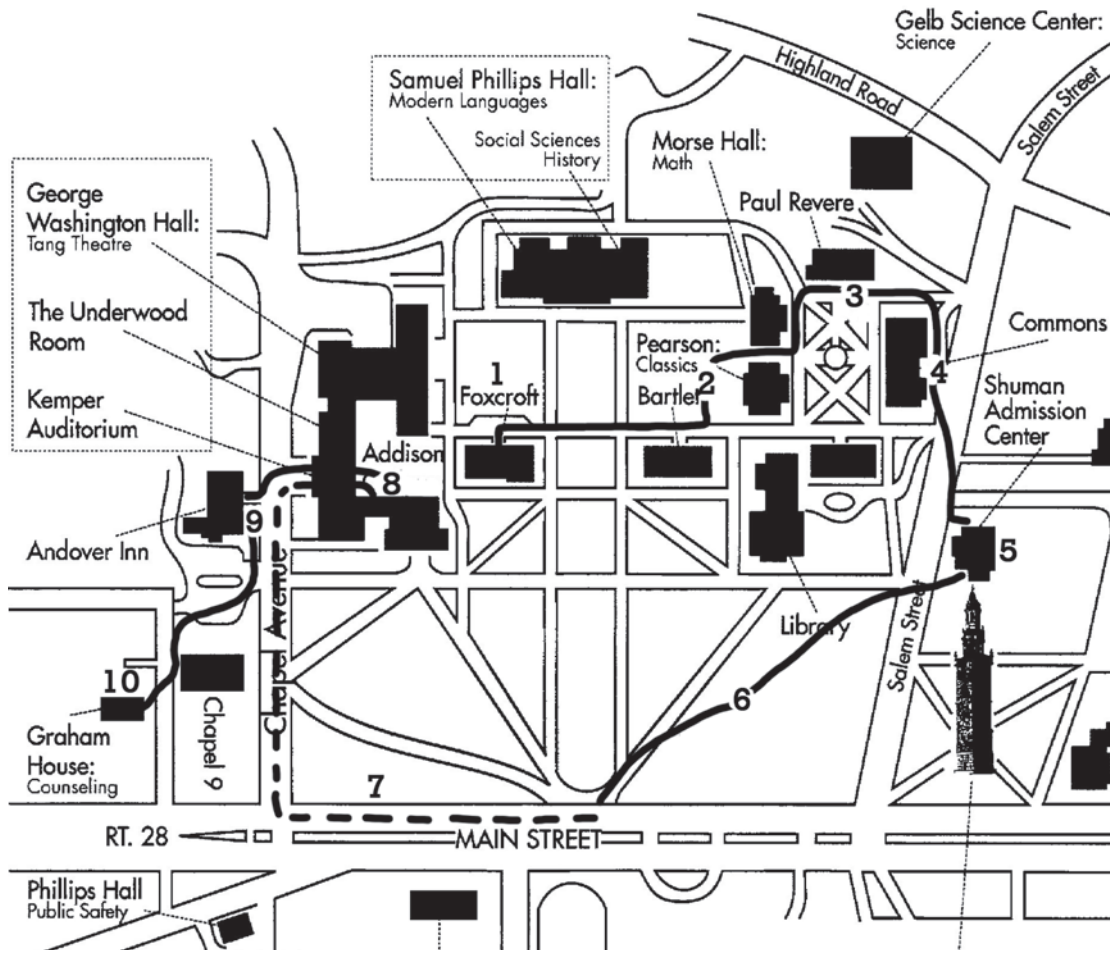 Gelb Science Center:
Science
Highland Road
Salem Street
Samuel Phillips Hall:
Modern Languages
Social Sciences
History
Morse Hall:
Math
George
Washington Hall:
Tang Theatre
Paul Revere
3
The Underwood
Room
Commons
Pearson:
Classics
1
Foxcroft
2
Bartlet
4
Shuman
Admission
Center
Kemper
Auditorium
Addison
8
9
Andover Inn
5
Chase Avenue
Library
Salem Street
10
6
Graham
House:
Counseling
Chapel 9
7
RT. 28
MAIN STREET
Phillips Hall
Public Safety